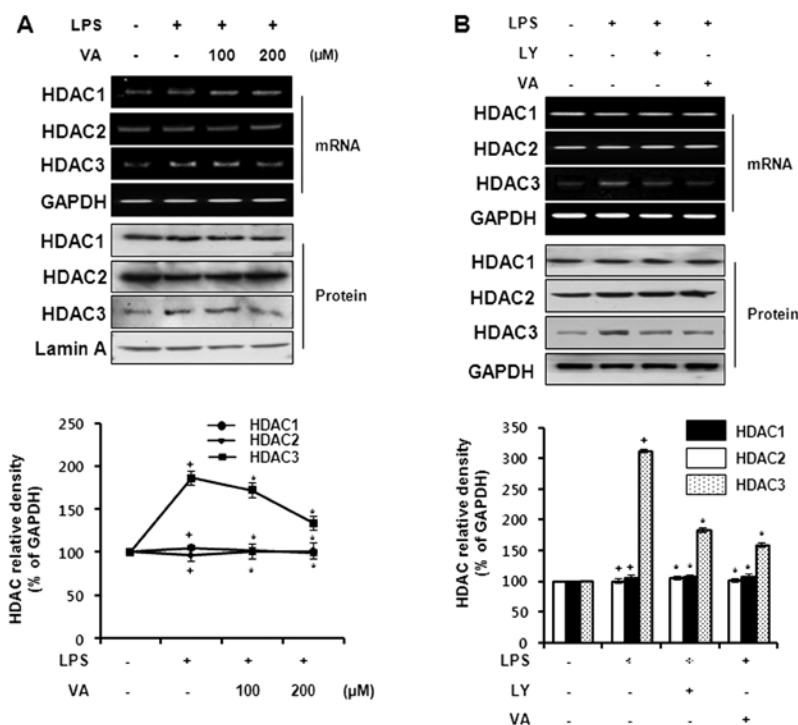 A
LPS - + + +
VA - - 100 200 (μM)
HDAC1
HDAC2
HDAC3
GAPDH
mRNA
HDAC1
HDAC2
HDAC3
Lamin A
Protein
HDAC relative density
(% of GAPDH)
250
200
150
100
50
0
HDAC1
HDAC2
HDAC3
+ * *
+ * *
+ * *
LPS - + + +
VA - - 100 200 (μM)
B
LPS - + + +
LY - - + -
VA - - - +
HDAC1
HDAC2
HDAC3
GAPDH
mRNA
HDAC1
HDAC2
HDAC3
GAPDH
Protein
HDAC relative density
(% of GAPDH)
350
300
250
200
150
100
50
0
HDAC1
HDAC2
HDAC3
+ + +
* * *
* * *
LPS - + + +
LY - - + -
VA - - - +